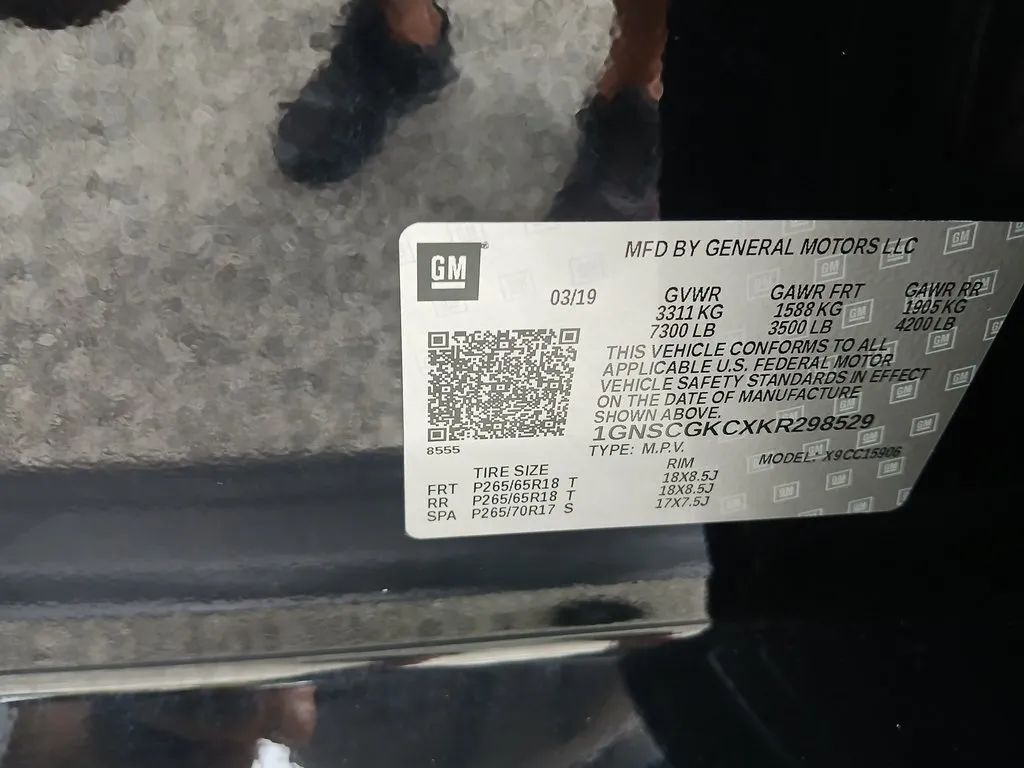 GM
MFD BY GENERAL MOTORS LLC
03/19
GVWR GAWR FRT GAWR RR
3311 KG 1588 KG 1905 KG
7300 LB 3500 LB 4200 LB
THIS VEHICLE CONFORMS TO ALL
APPLICABLE U.S. FEDERAL MOTOR
VEHICLE SAFETY STANDARDS IN EFFECT
ON THE DATE OF MANUFACTURE
SHOWN ABOVE.
1GNSCGKCXKR298529
8555
TYPE: M.P.V. MODEL: X9CC15906
TIRE SIZE RIM
FRT P265/65R18 T 18X8.5J
RR P265/65R18 T 18X8.5J
SPA P265/70R17 S 17X7.5J